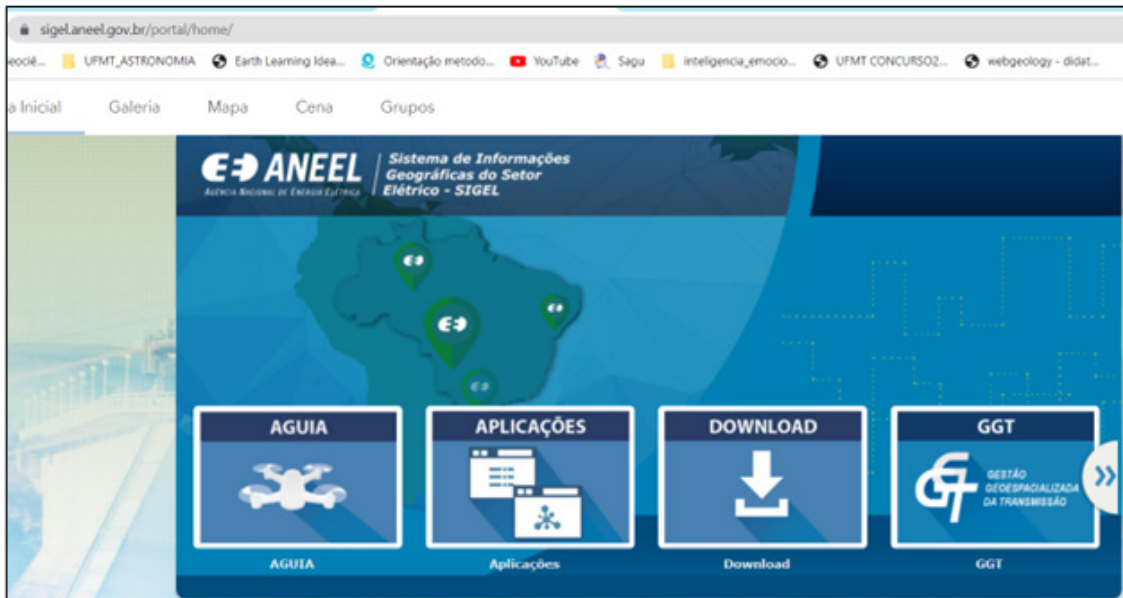 sigel.aneel.gov.br/portal/home/
eociê... UFMT_ASTRONOMIA Earth Learning Idea... Orientação metodo... YouTube Sagu inteligencia_emocio... UFMT CONCURSO2... webgeology - didat...
a Inicial Galeria Mapa Cena Grupos
ANEEL
AGÊNCIA NACIONAL DE ENERGIA ELÉTRICA
Sistema de Informações
Geográficas do Setor
Elétrico - SIGEL
AGUIA APLICAÇÕES DOWNLOAD GGT
GGT
GESTÃO
GEOESPACIALIZADA
DA TRANSMISSÃO
AGUIA Aplicações Download GGT